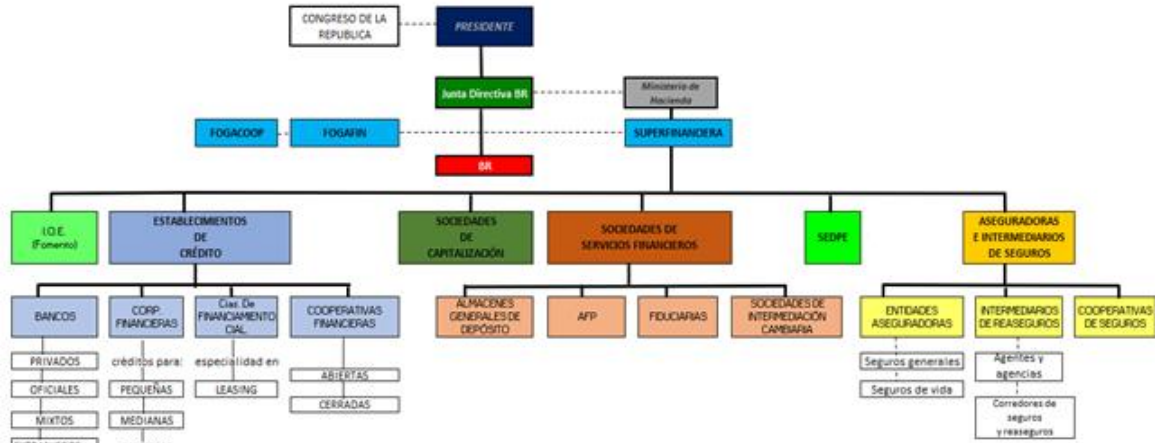 CONGRESO DE LA
REPUBLICA
PRESIDENTE
Junta Directiva BR
Ministerio de
Hacienda
FOGACOOP
FOGAFIN
SUPERFINANCIERA
BR
I.O.E.
(Fomento)
ESTABLECIMIENTOS
DE
CRÉDITO
SOCIEDADES
DE
CAPITALIZACIÓN
SOCIEDADES DE
SERVICIOS FINANCIEROS
SEDPE
ASEGURADORAS
E INTERMEDIARIOS
DE SEGUROS
BANCOS
CORP.
FINANCIERAS
Cias. De
FINANCIAMIENTO
CIAL.
COOPERATIVAS
FINANCIERAS
ALMACENES
GENERALES DE
DEPÓSITO
AFP
FIDUCIARIAS
SOCIEDADES DE
INTERMEDIACIÓN
CAMBIARIA
ENTIDADES
ASEGURADORAS
INTERMEDIARIOS
DE REASEGUROS
COOPERATIVAS
DE SEGUROS
PRIVADOS
créditos para:
especialidad en
ABIERTAS
Seguros generales
Agentes y
agencias
OFICIALES
PEQUEÑAS
LEASING
CERRADAS
Seguros de vida
MIXTOS
MEDIANAS
Corredores de
seguros
y reaseguros